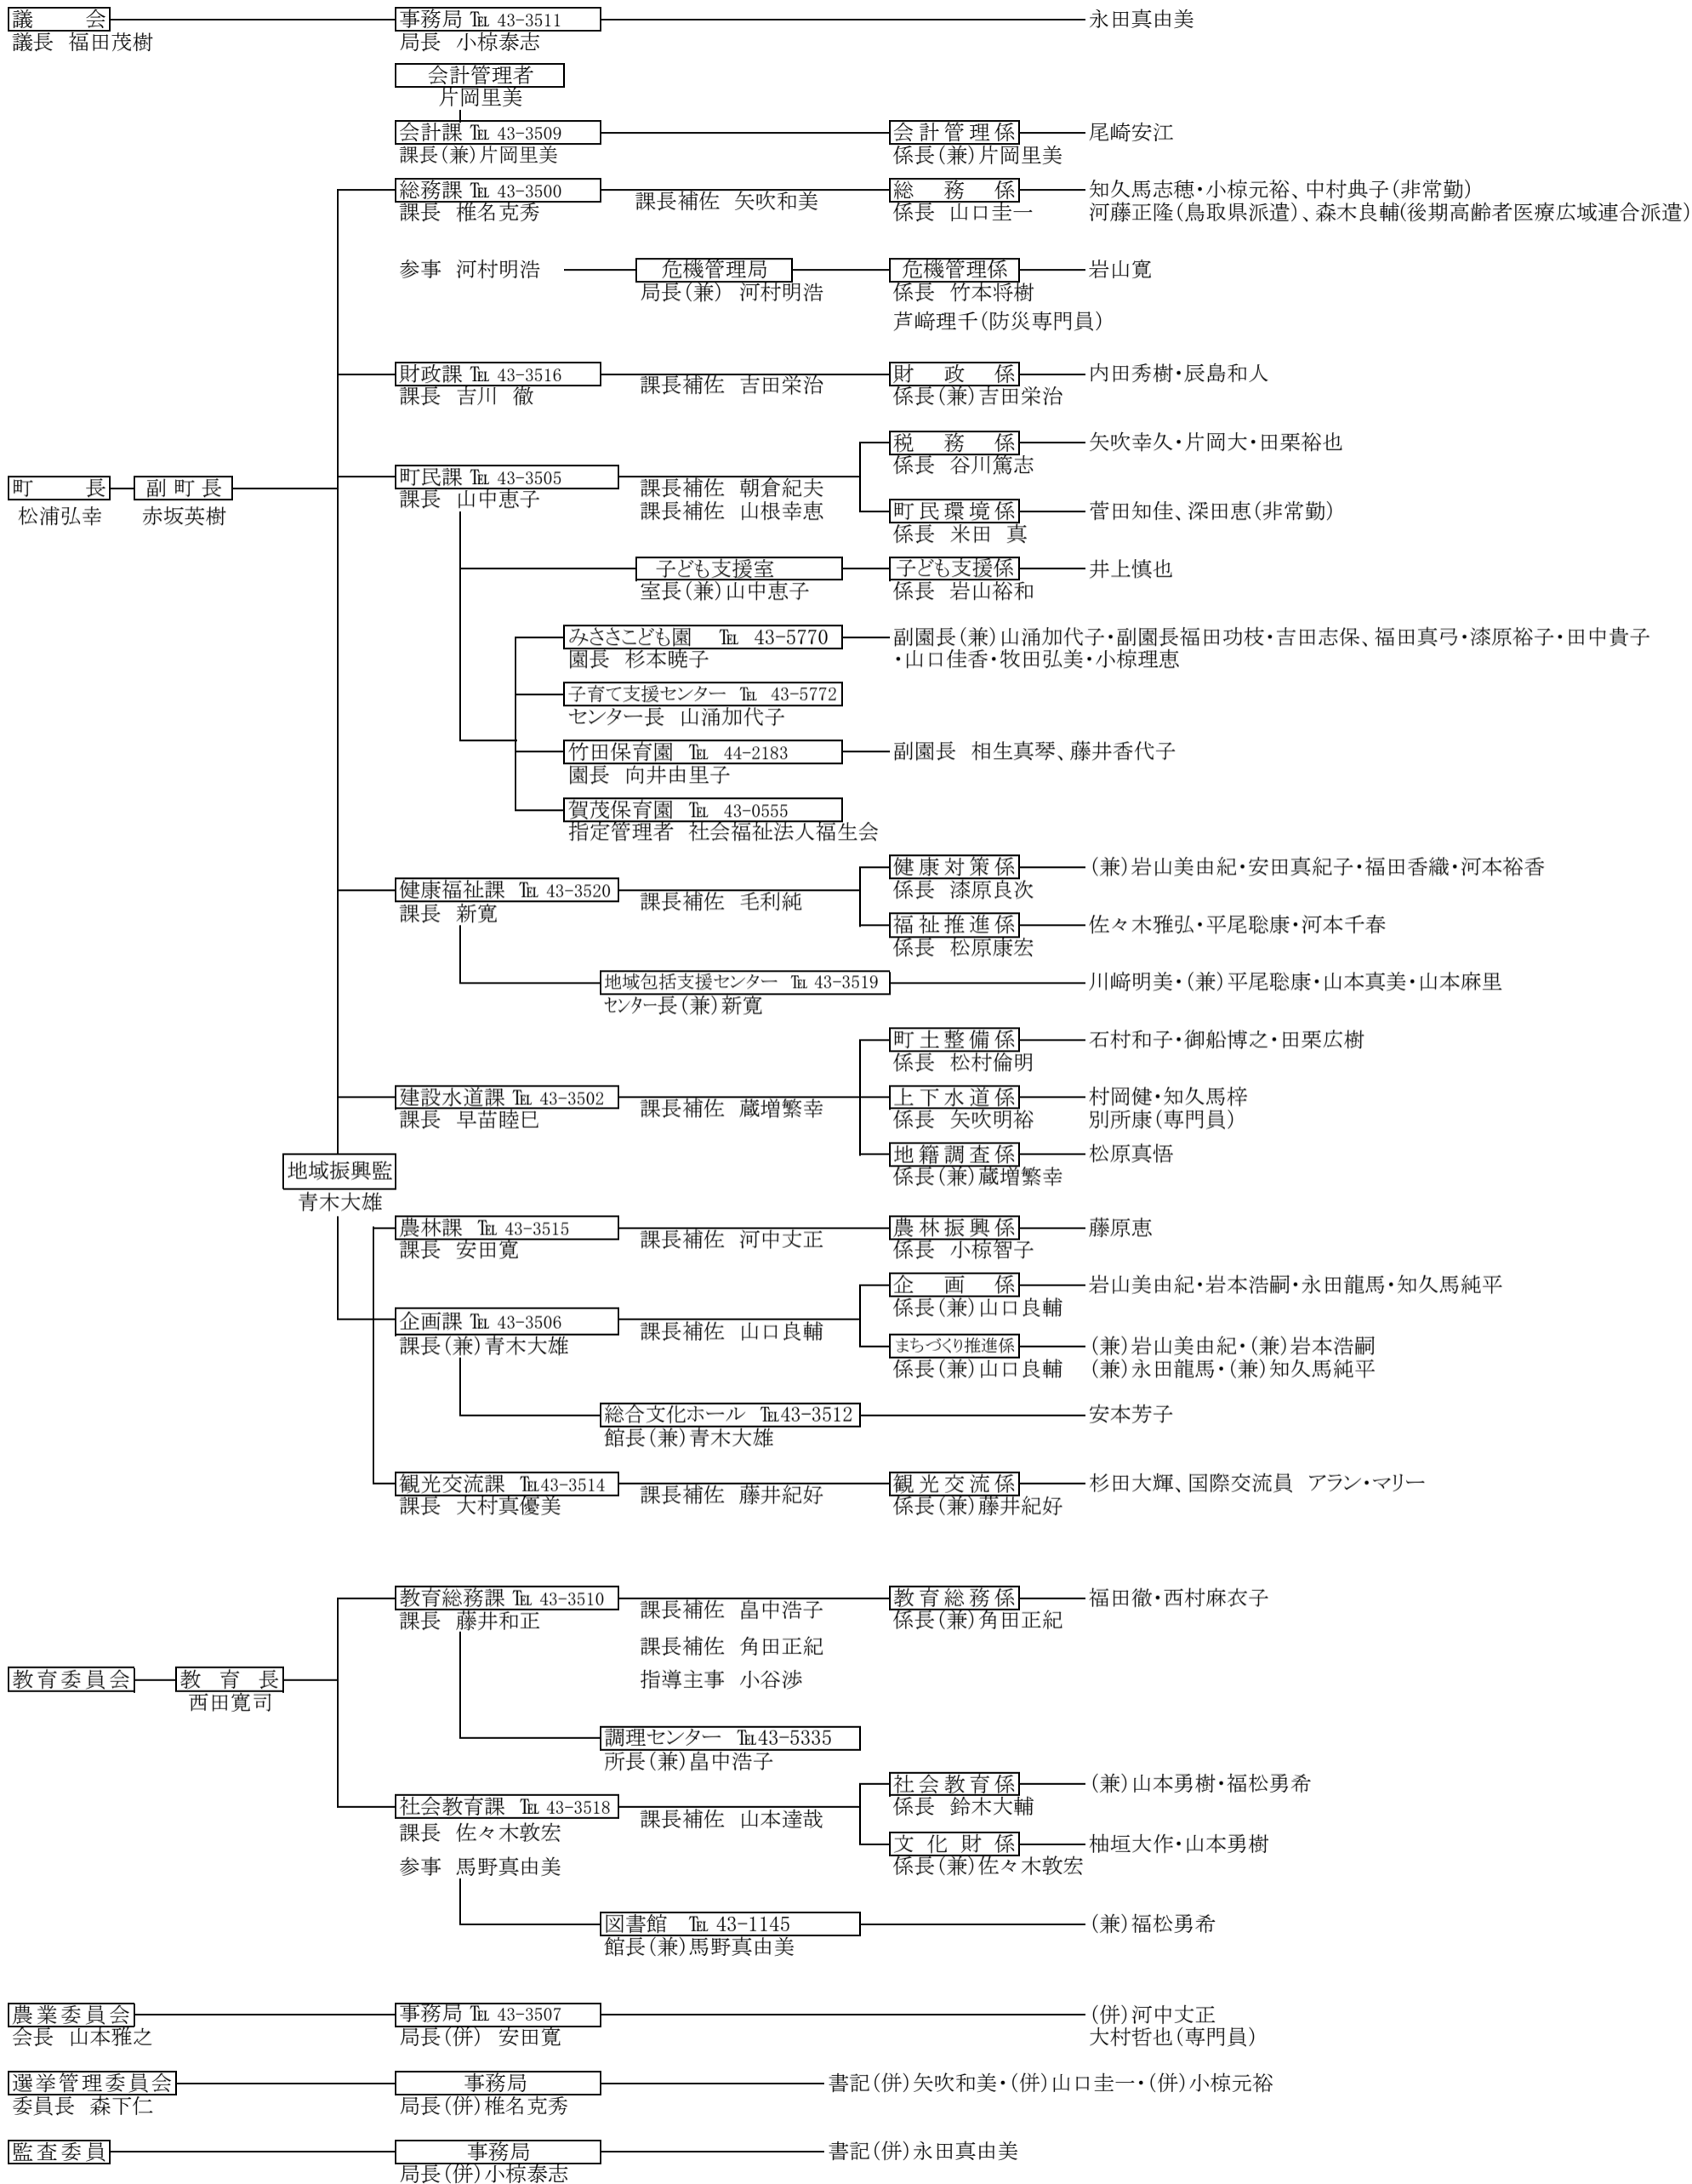 議　　会　事務局 ℡ 43-3511　永田真由美
議長　福田茂樹　局長　小椋泰志
会計管理者
片岡里美
会計課 ℡ 43-3509　会計管理係　尾崎安江
課長(兼)片岡里美　係長(兼)片岡里美
総務課 ℡ 43-3500　課長補佐　矢吹和美　総　務　係　知久馬志穂・小椋元裕、中村典子(非常勤)
課長　椎名克秀　係長　山口圭一　河藤正隆(鳥取県派遣)、森木良輔(後期高齢者医療広域連合派遣)
参事　河村明浩　危機管理局　危機管理係　岩山寛
局長(兼)　河村明浩　係長　竹本将樹
芦﨑理千(防災専門員)
財政課 ℡ 43-3516　課長補佐　吉田栄治　財　政　係　内田秀樹・辰島和人
課長　吉川　徹　係長(兼)吉田栄治
税　務　係　矢吹幸久・片岡大・田栗裕也
係長　谷川篤志
町　　長　副 町 長　町民課 ℡ 43-3505　課長補佐　朝倉紀夫
松浦弘幸　赤坂英樹　課長　山中恵子　課長補佐　山根幸恵
町民環境係　菅田知佳、深田恵(非常勤)
係長　米田　真
子ども支援室　子ども支援係　井上慎也
室長(兼)山中恵子　係長　岩山裕和
みささこども園　℡　43-5770　副園長(兼)山涌加代子・副園長福田功枝・吉田志保、福田真弓・漆原裕子・田中貴子
園長　杉本暁子　・山口佳香・牧田弘美・小椋理恵
子育て支援センター　℡　43-5772
センター長　山涌加代子
竹田保育園　℡　44-2183　副園長　相生真琴、藤井香代子
園長　向井由里子
賀茂保育園　℡　43-0555
指定管理者　社会福祉法人福生会
健康対策係　(兼)岩山美由紀・安田真紀子・福田香織・河本裕香
係長　漆原良次
健康福祉課　℡ 43-3520　課長補佐　毛利純
課長　新寛
福祉推進係　佐々木雅弘・平尾聡康・河本千春
係長　松原康宏
地域包括支援センター　℡ 43-3519　川﨑明美・(兼)平尾聡康・山本真美・山本麻里
センター長(兼)新寛
町土整備係　石村和子・御船博之・田栗広樹
係長　松村倫明
建設水道課 ℡ 43-3502　課長補佐　蔵増繁幸　上下水道係　村岡健・知久馬梓
課長　早苗睦巳　係長　矢吹明裕　別所康(専門員)
地籍調査係　松原真悟
係長(兼)蔵増繁幸
地域振興監
青木大雄
農林課　℡ 43-3515　課長補佐　河中丈正　農林振興係　藤原恵
課長　安田寛　係長　小椋智子
企　画　係　岩山美由紀・岩本浩嗣・永田龍馬・知久馬純平
係長(兼)山口良輔
企画課 ℡ 43-3506　課長補佐　山口良輔
課長(兼)青木大雄
まちづくり推進係　(兼)岩山美由紀・(兼)岩本浩嗣
係長(兼)山口良輔　(兼)永田龍馬・(兼)知久馬純平
総合文化ホール　℡43-3512　安本芳子
館長(兼)青木大雄
観光交流課　℡43-3514　課長補佐　藤井紀好　観光交流係　杉田大輝、国際交流員　アラン・マリー
課長　大村真優美　係長(兼)藤井紀好
教育総務課 ℡ 43-3510　課長補佐　畠中浩子　教育総務係　福田徹・西村麻衣子
課長　藤井和正　係長(兼)角田正紀
課長補佐　角田正紀
教育委員会　教　育　長　指導主事　小谷渉
西田寛司
調理センター　℡43-5335
所長(兼)畠中浩子
社会教育係　(兼)山本勇樹・福松勇希
係長　鈴木大輔
社会教育課　℡ 43-3518　課長補佐　山本達哉
課長　佐々木敦宏
文 化 財 係　柚垣大作・山本勇樹
参事　馬野真由美　係長(兼)佐々木敦宏
図書館　℡ 43-1145　(兼)福松勇希
館長(兼)馬野真由美
農業委員会　事務局 ℡ 43-3507　(併)河中丈正
会長　山本雅之　局長(併)　安田寛　大村哲也(専門員)
選挙管理委員会　事務局　書記(併)矢吹和美・(併)山口圭一・(併)小椋元裕
委員長　森下仁　局長(併)椎名克秀
監査委員　事務局　書記(併)永田真由美
局長(併)小椋泰志